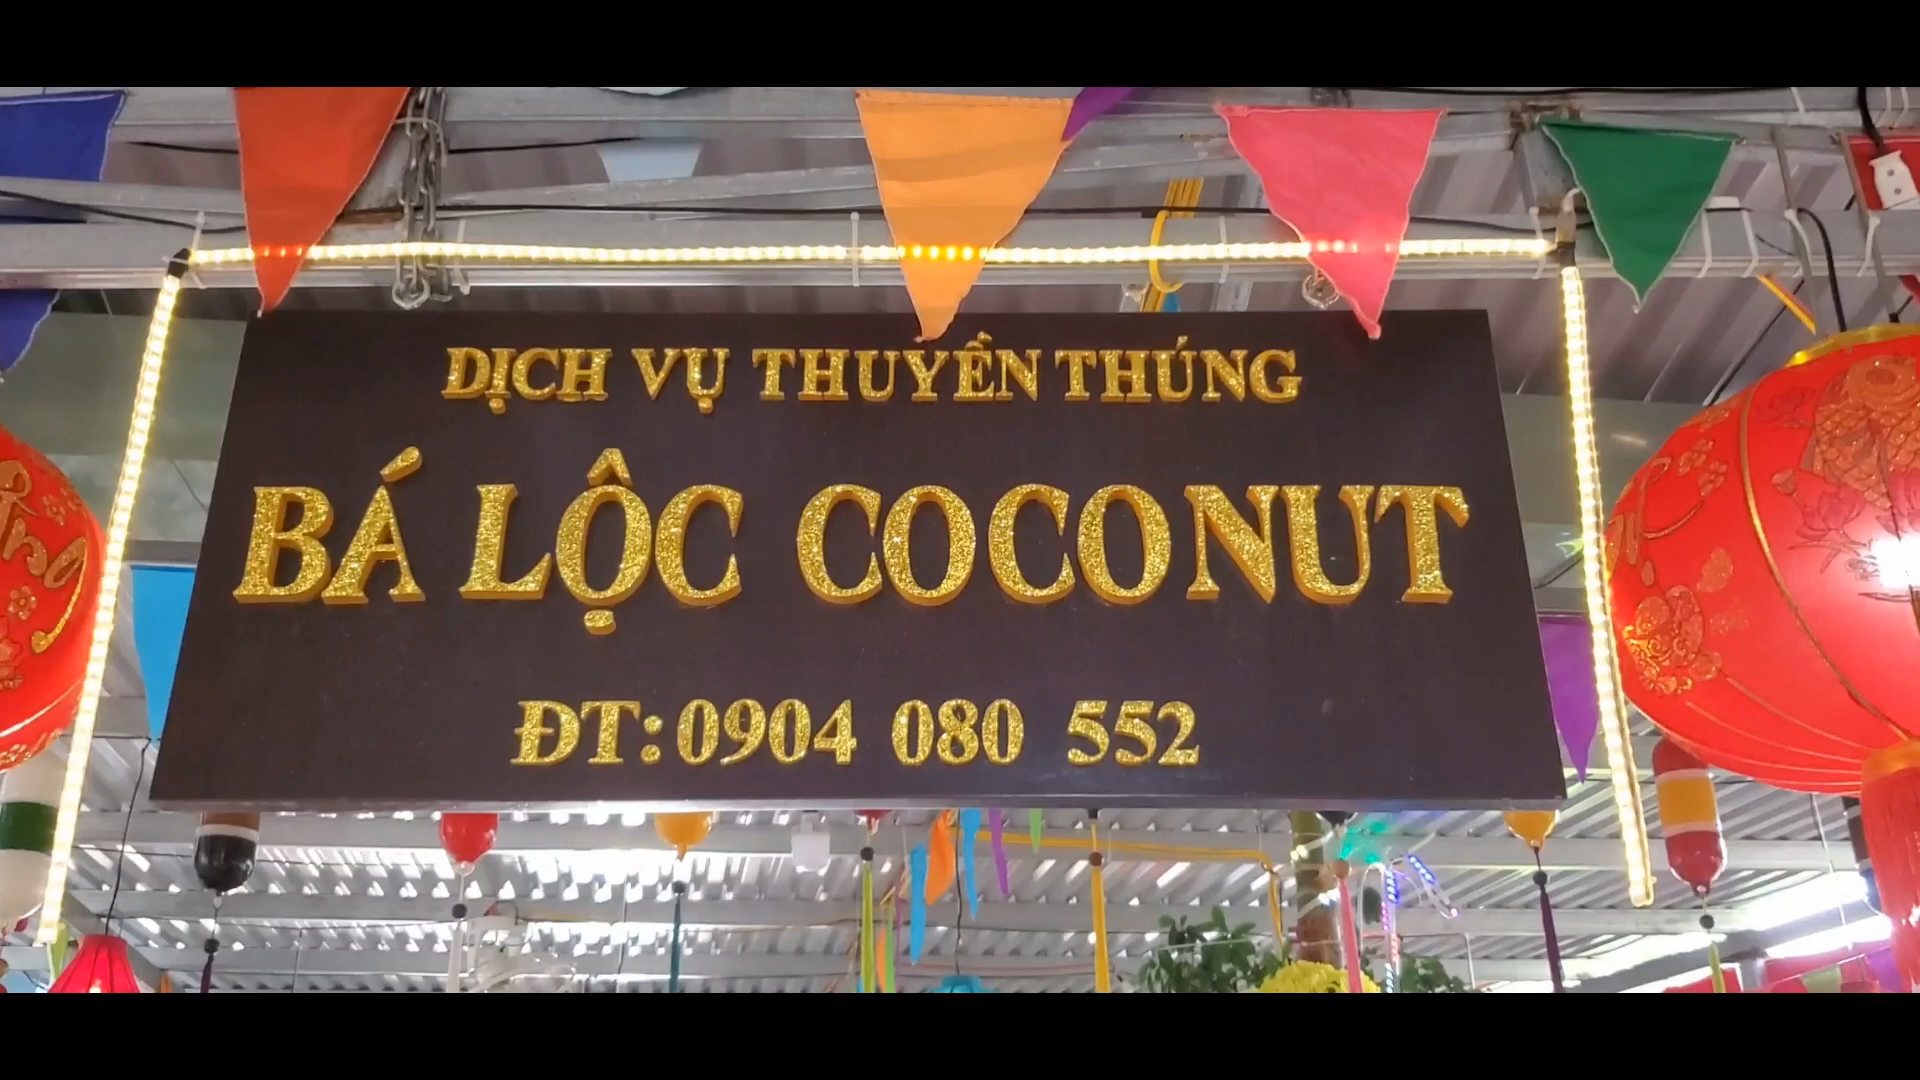 DỊCH VỤ THUYỀN THÚNG
BÁ LỘC COCONUT
ĐT: 0904 080 552